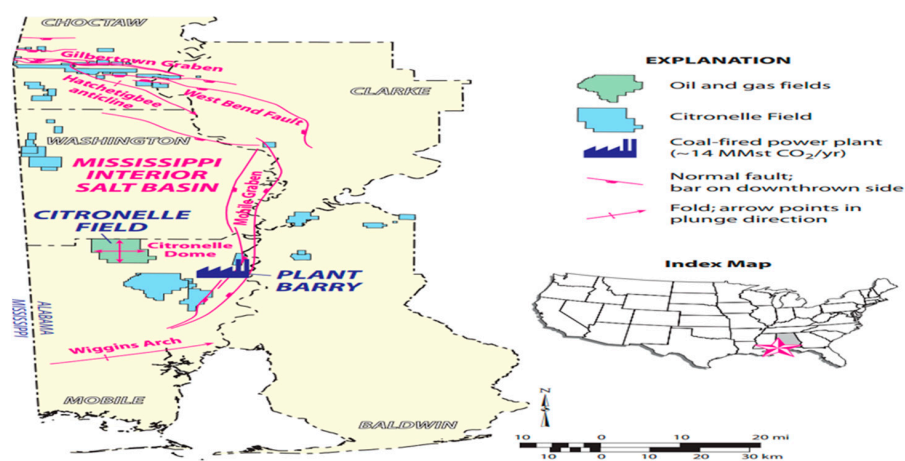 CHOCTAW
Gilbertown Graben
Hatchetigbee
anticline
West Bend Fault
CLARKE
WASHINGTON
MISSISSIPPI
INTERIOR
SALT BASIN
Mobile Graben
CITRONELLE
FIELD
Citronelle
Dome
PLANT
BARRY
MISSISSIPPI
ALABAMA
Wiggins Arch
MOBILE
BALDWIN
EXPLANATION
Oil and gas fields
Citronelle Field
Coal-fired power plant
(~14 MMst CO₂/yr)
Normal fault;
bar on downthrown side
Fold; arrow points in
plunge direction
Index Map
N
10 0 10 20 mi
10 0 10 20 30 km